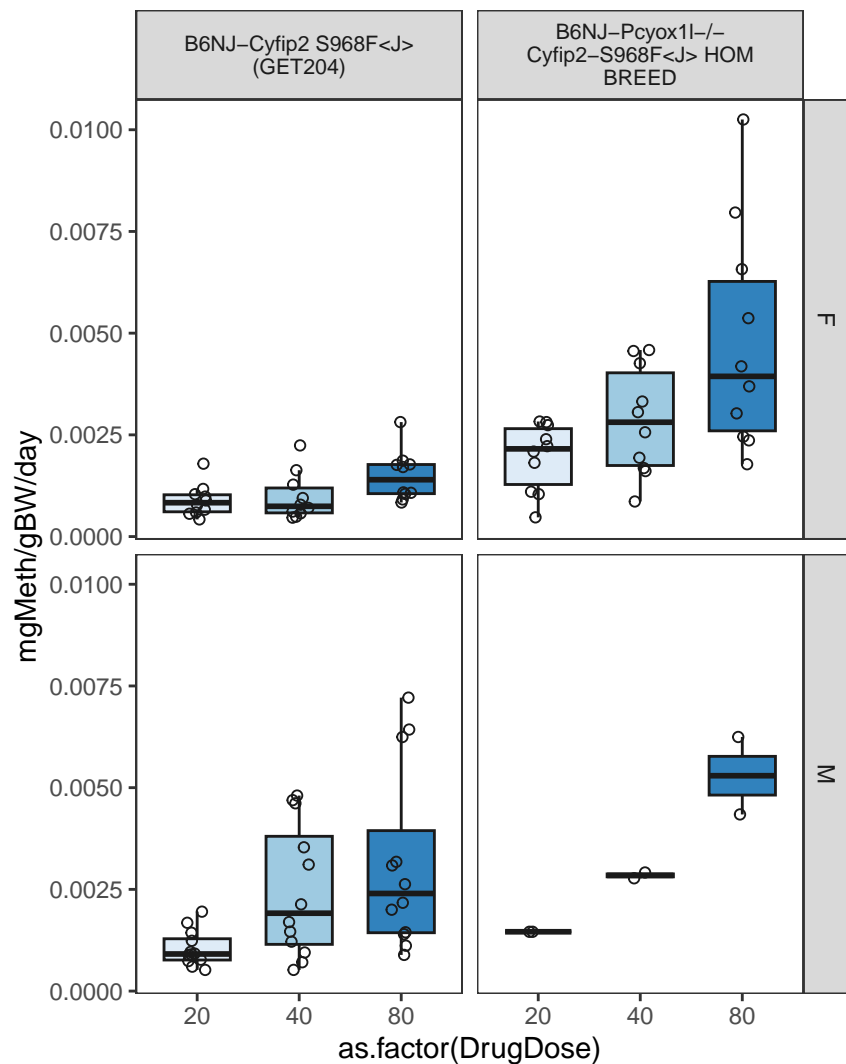 B6NJ−Cyfip2 S968F<J>
(GET204)
B6NJ−Pcyox1l−/−
Cyfip2−S968F<J> HOM
BREED
0.0100
0.0075
0.0050
0.0025
0.0000
F
0.0100
0.0075
0.0050
0.0025
0.0000
M
mgMeth/gBW/day
20 40 80
20 40 80
as.factor(DrugDose)